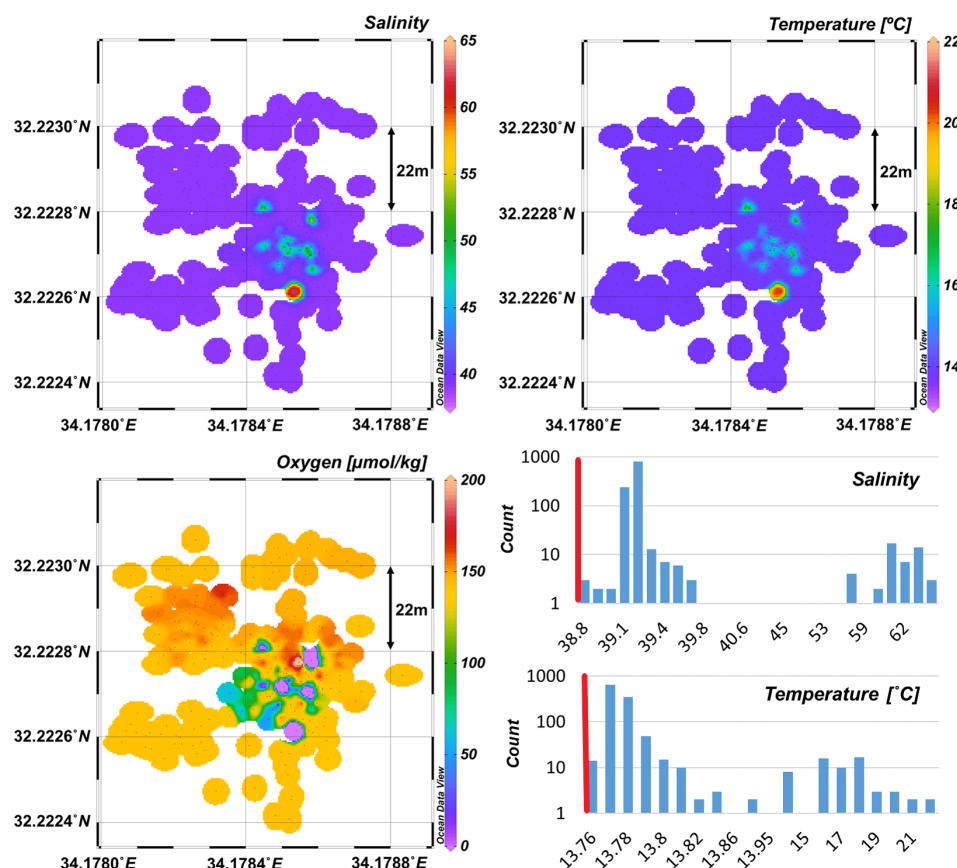 Salinity
65
60
55
50
45
40
32.2230°N
32.2228°N
32.2226°N
32.2224°N
22m
Ocean Data View
34.1780°E
34.1784°E
34.1788°E
Temperature [ºC]
22
20
18
16
14
32.2230°N
32.2228°N
32.2226°N
32.2224°N
22m
Ocean Data View
34.1780°E
34.1784°E
34.1788°E
Oxygen [µmol/kg]
200
150
100
50
0
32.2230°N
32.2228°N
32.2226°N
32.2224°N
22m
Ocean Data View
34.1780°E
34.1784°E
34.1788°E
Salinity
Count
1000
100
10
1
38.8 39.1 39.4 39.8 40.6 45 53 59 62
Temperature [˚C]
Count
1000
100
10
1
13.76 13.78 13.8 13.82 13.86 13.95 15 17 19 21